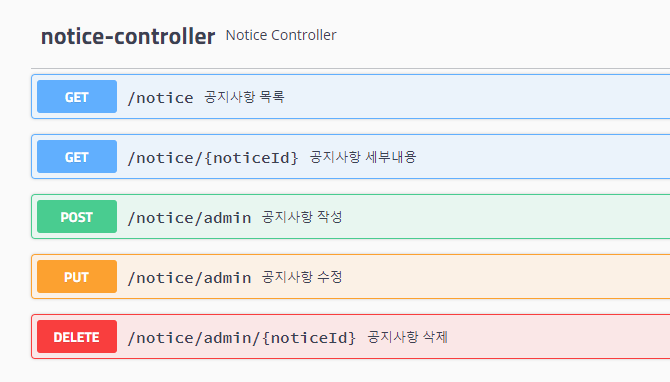 notice-controller Notice Controller
GET /notice 공지사항 목록
GET /notice/{noticeId} 공지사항 세부내용
POST /notice/admin 공지사항 작성
PUT /notice/admin 공지사항 수정
DELETE /notice/admin/{noticeId} 공지사항 삭제